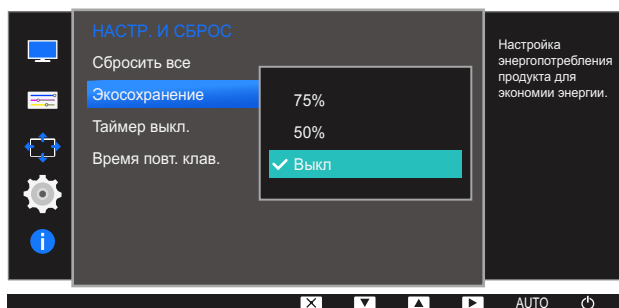 НАСТР. И СБРОС
Сбросить все
Экосохранение
Таймер выкл.
Время повт. клав.
75%
50%
Выкл
Настройка
энергопотребления
продукта для
экономии энергии.
AUTO